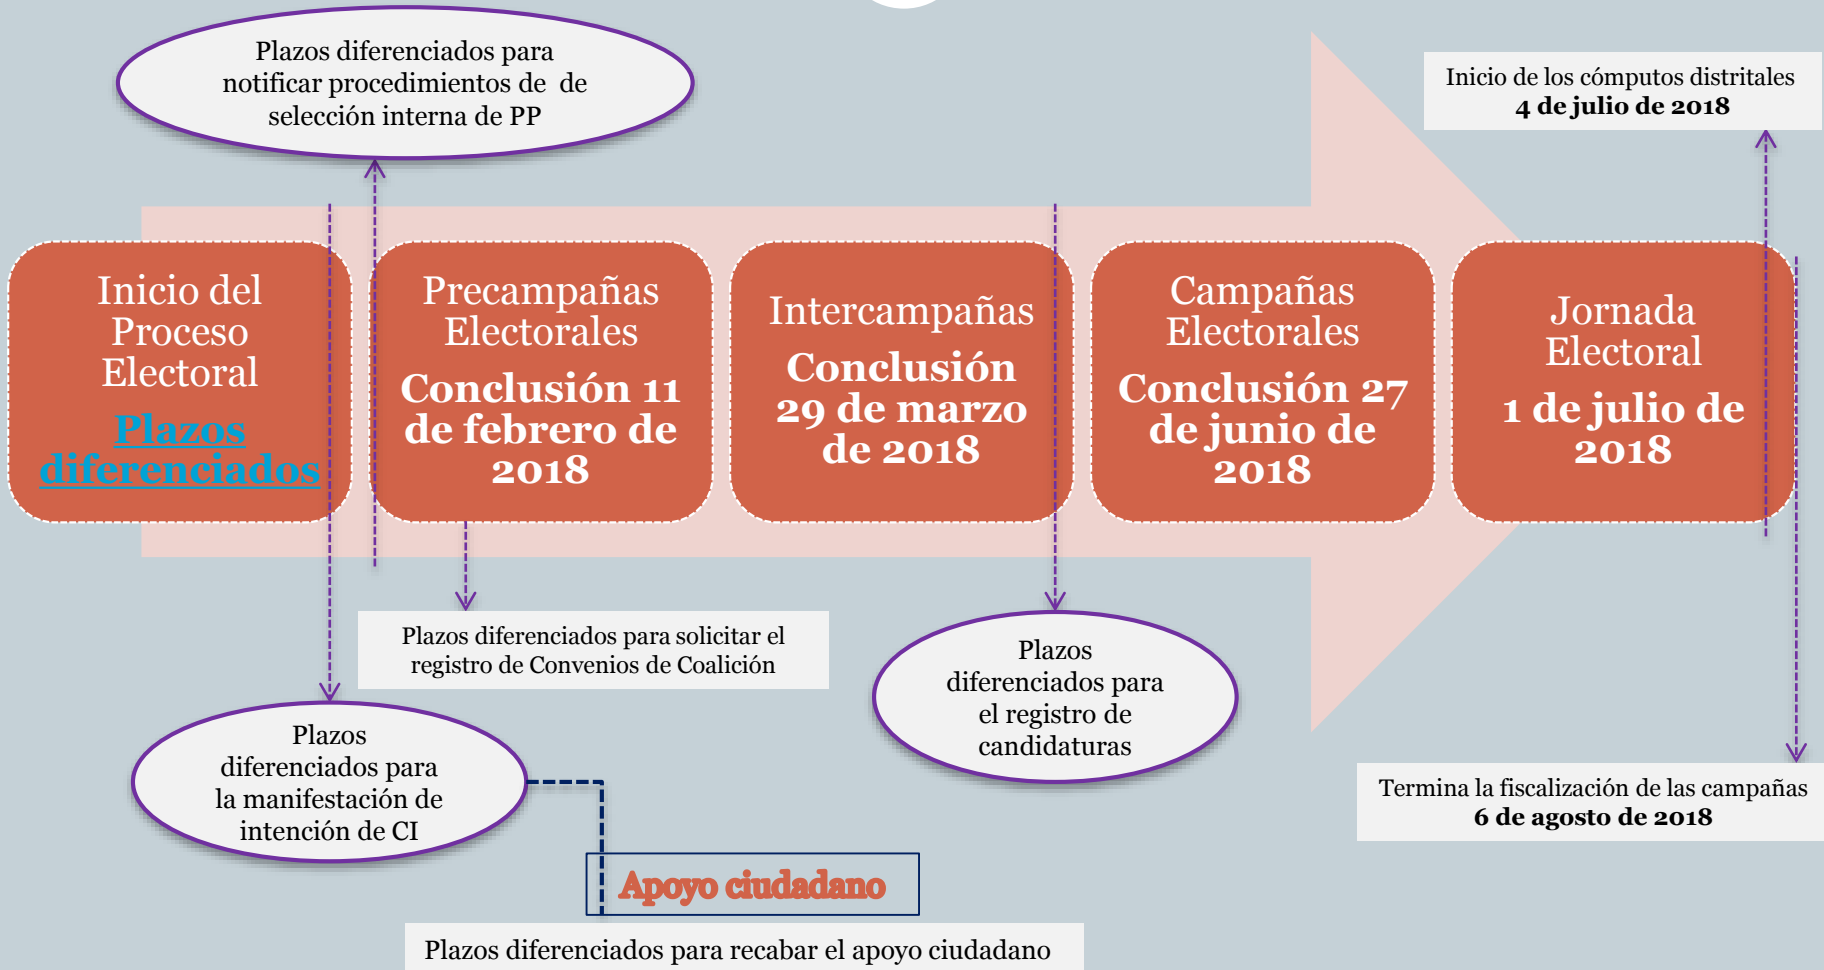 Plazos diferenciados para
notificar procedimientos de  de
selección interna de PP
Inicio de los cómputos distritales
4 de julio de 2018
Inicio del
Proceso
Electoral
Plazos
diferenciados
Precampañas
Electorales
Conclusión 11
de febrero de
2018
Intercampañas
Conclusión
29 de marzo
de 2018
Campañas
Electorales
Conclusión 27
de junio de
2018
Jornada
Electoral
1 de julio de
2018
Plazos diferenciados para solicitar el
registro de Convenios de Coalición
Plazos
diferenciados para
el registro de
candidaturas
Plazos
diferenciados para
la manifestación de
intención de CI
Termina la fiscalización de las campañas
6 de agosto de 2018
Apoyo ciudadano
Plazos diferenciados para recabar el apoyo ciudadano